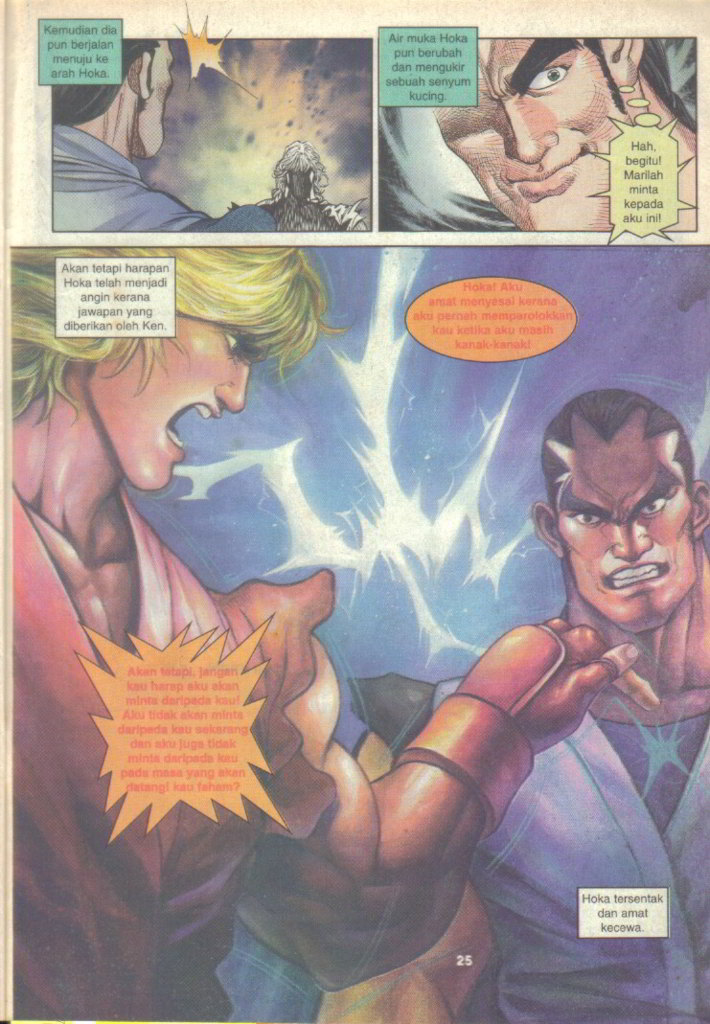 Kemudian dia
pun berjalan
menuju ke
arah Hoka.
Air muka Hoka
pun berubah
dan mengukir
sebuah senyum
kucing.
Hah,
begitu!
Marilah
minta
kepada
aku ini!
Akan tetapi harapan
Hoka telah menjadi
angin kerana
jawapan yang
diberikan oleh Ken.
Hoka! Aku
amat menyesal kerana
aku pernah memperolokkan
kau ketika aku masih
kanak-kanak!
Akan tetapi, jangan
kau harap aku akan
minta daripada kau!
Aku tidak akan minta
daripada kau sekarang
dan aku juga tidak
minta daripada kau
pada masa yang akan
datang! kau faham?
Hoka tersentak
dan amat
kecewa.
25